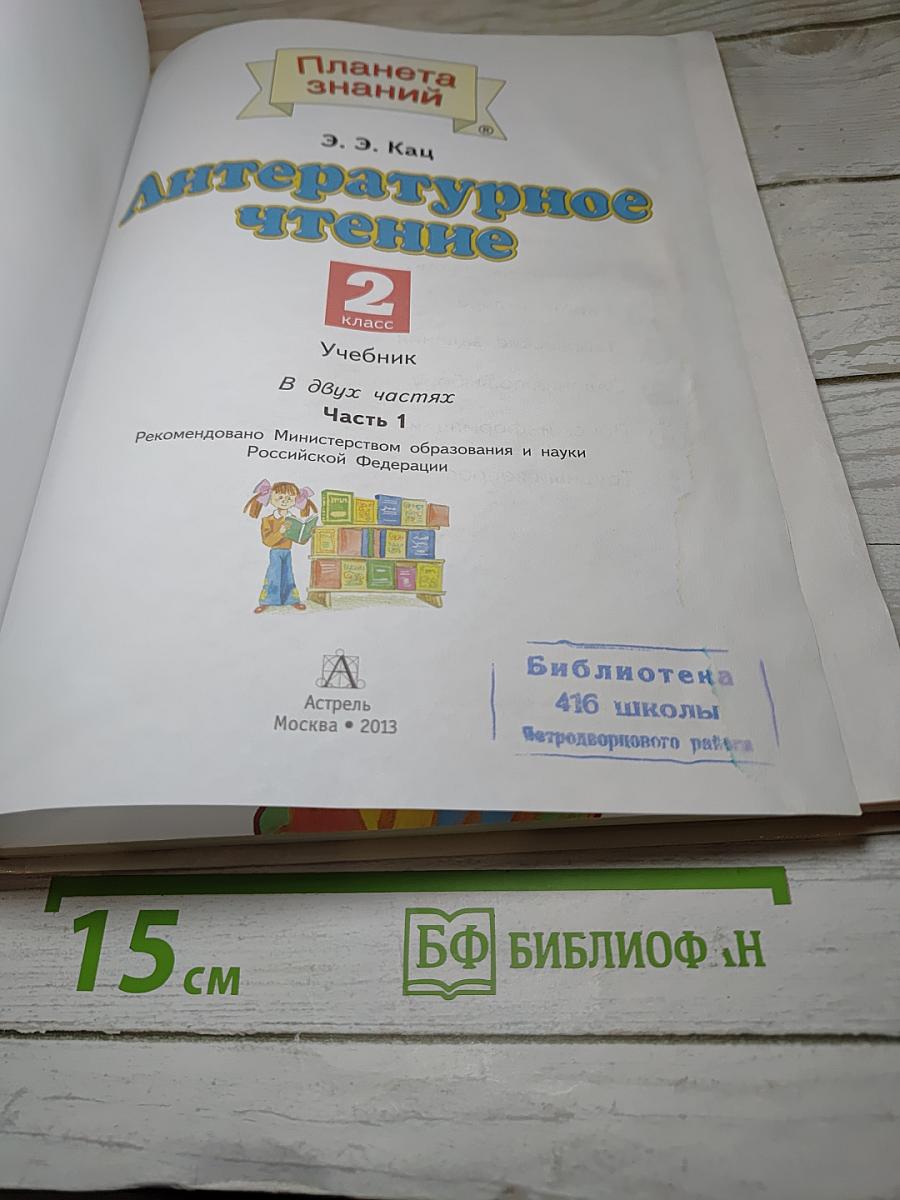 Планета
знаний
®
Э. Э. Кац
Литературное
чтение
2
класс
Учебник
В двух частях
Часть 1
Рекомендовано Министерством образования и науки
Российской Федерации
А
Астрель
Москва • 2013
Библиотека
416 школы
Петродворцового района
15 см
БФ БИБЛИОФАН